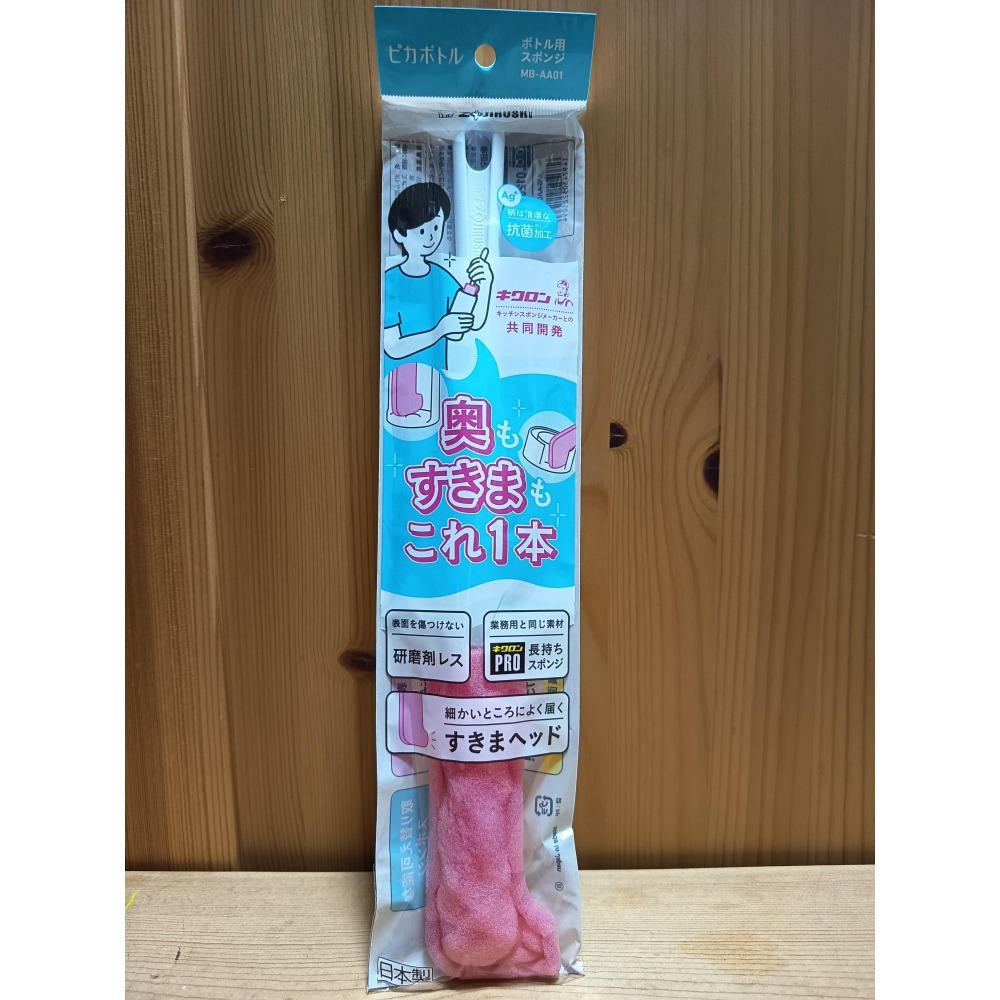 ピカボトル
ボトル用
スポンジ
MB-AA01
ZOJIRUSHI
Ag+
柄は清潔な
抗菌加工
キクロン
キッチンスポンジメーカーとの
共同開発
奥も
すきまも
これ1本
表面を傷つけない
研磨剤レス
業務用と同じ素材
キクロン
PRO
長持ち
スポンジ
細かいところによく届く
すきまヘッド
日本製